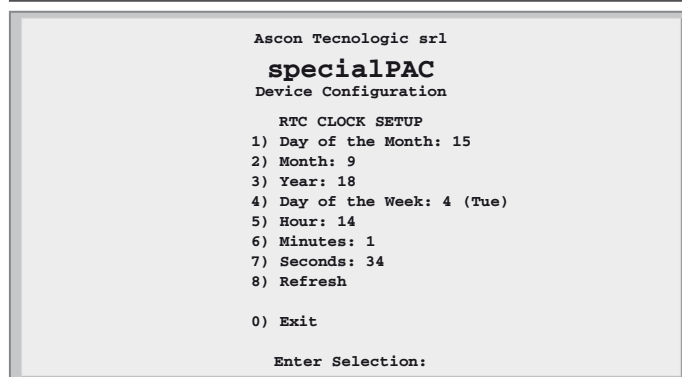 Ascon Tecnologic srl
specialPAC
Device Configuration
RTC CLOCK SETUP
1) Day of the Month: 15
2) Month: 9
3) Year: 18
4) Day of the Week: 4 (Tue)
5) Hour: 14
6) Minutes: 1
7) Seconds: 34
8) Refresh
0) Exit
Enter Selection: